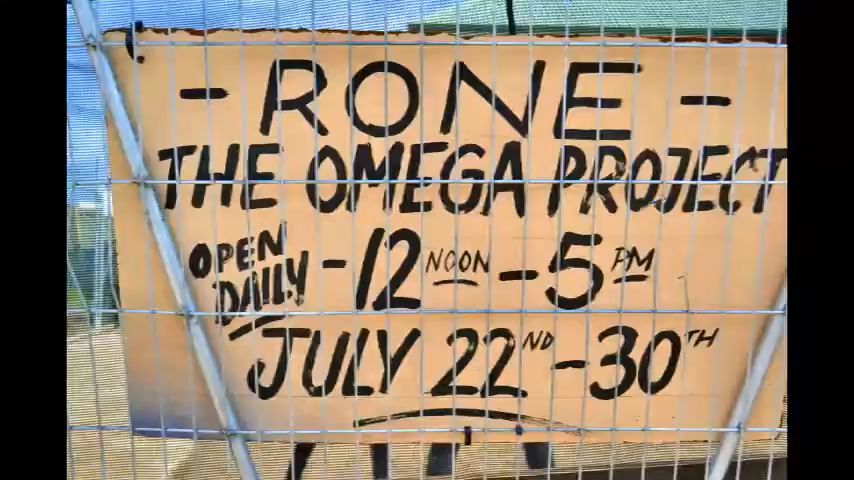 - RONE -
THE OMEGA PROJECT
OPEN DAILY - 12 NOON - 5 PM
JULY 22ND - 30TH